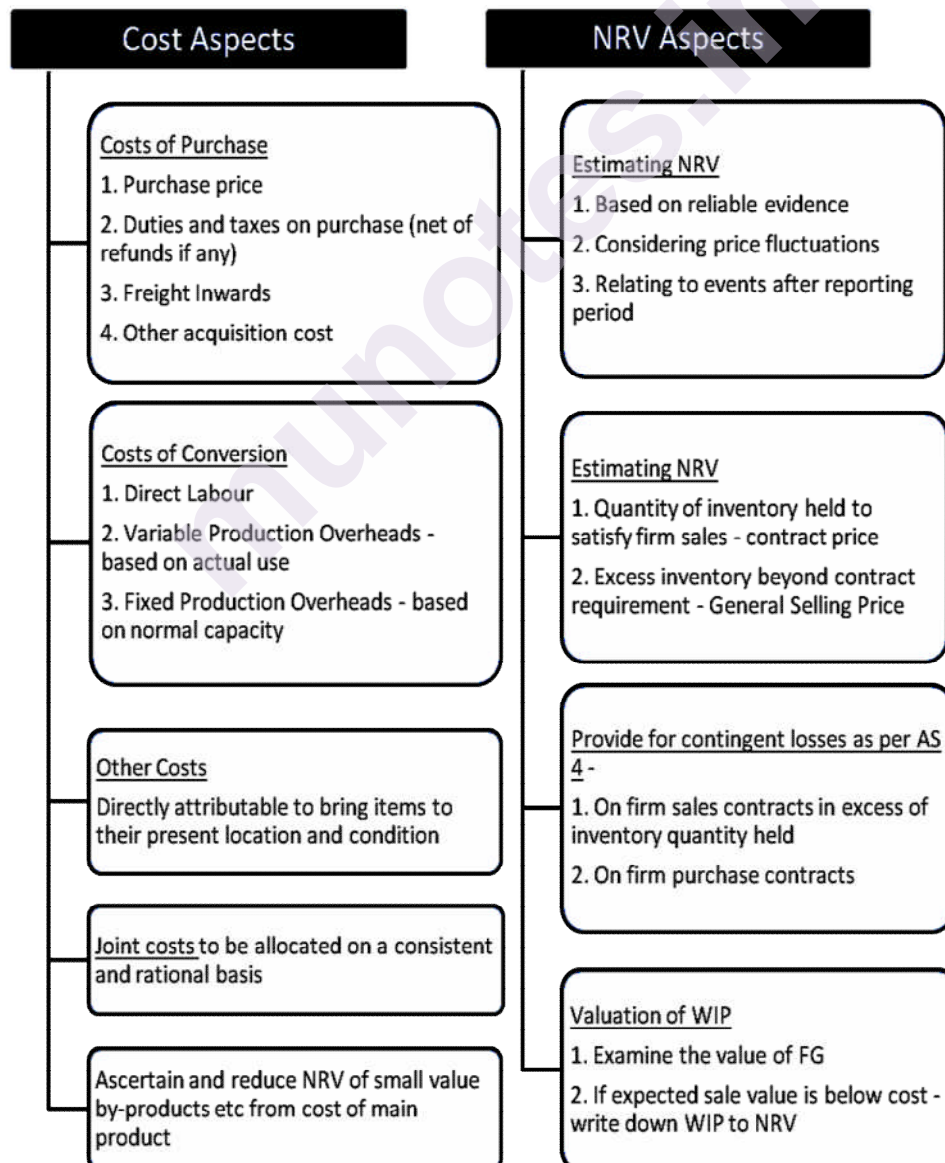 Cost Aspects
Costs of Purchase
1. Purchase price
2. Duties and taxes on purchase (net of
refunds if any)
3. Freight Inwards
4. Other acquisition cost
Costs of Conversion
1. Direct Labour
2. Variable Production Overheads -
based on actual use
3. Fixed Production Overheads - based
on normal capacity
Other Costs
Directly attributable to bring items to
their present location and condition
Joint costs to be allocated on a consistent
and rational basis
Ascertain and reduce NRV of small value
by-products etc from cost of main
product
NRV Aspects
Estimating NRV
1. Based on reliable evidence
2. Considering price fluctuations
3. Relating to events after reporting
period
Estimating NRV
1. Quantity of inventory held to
satisfy firm sales - contract price
2. Excess inventory beyond contract
requirement - General Selling Price
Provide for contingent losses as per AS
4 -
1. On firm sales contracts in excess of
inventory quantity held
2. On firm purchase contracts
Valuation of WIP
1. Examine the value of FG
2. If expected sale value is below cost -
write down WIP to NRV
munotes.in